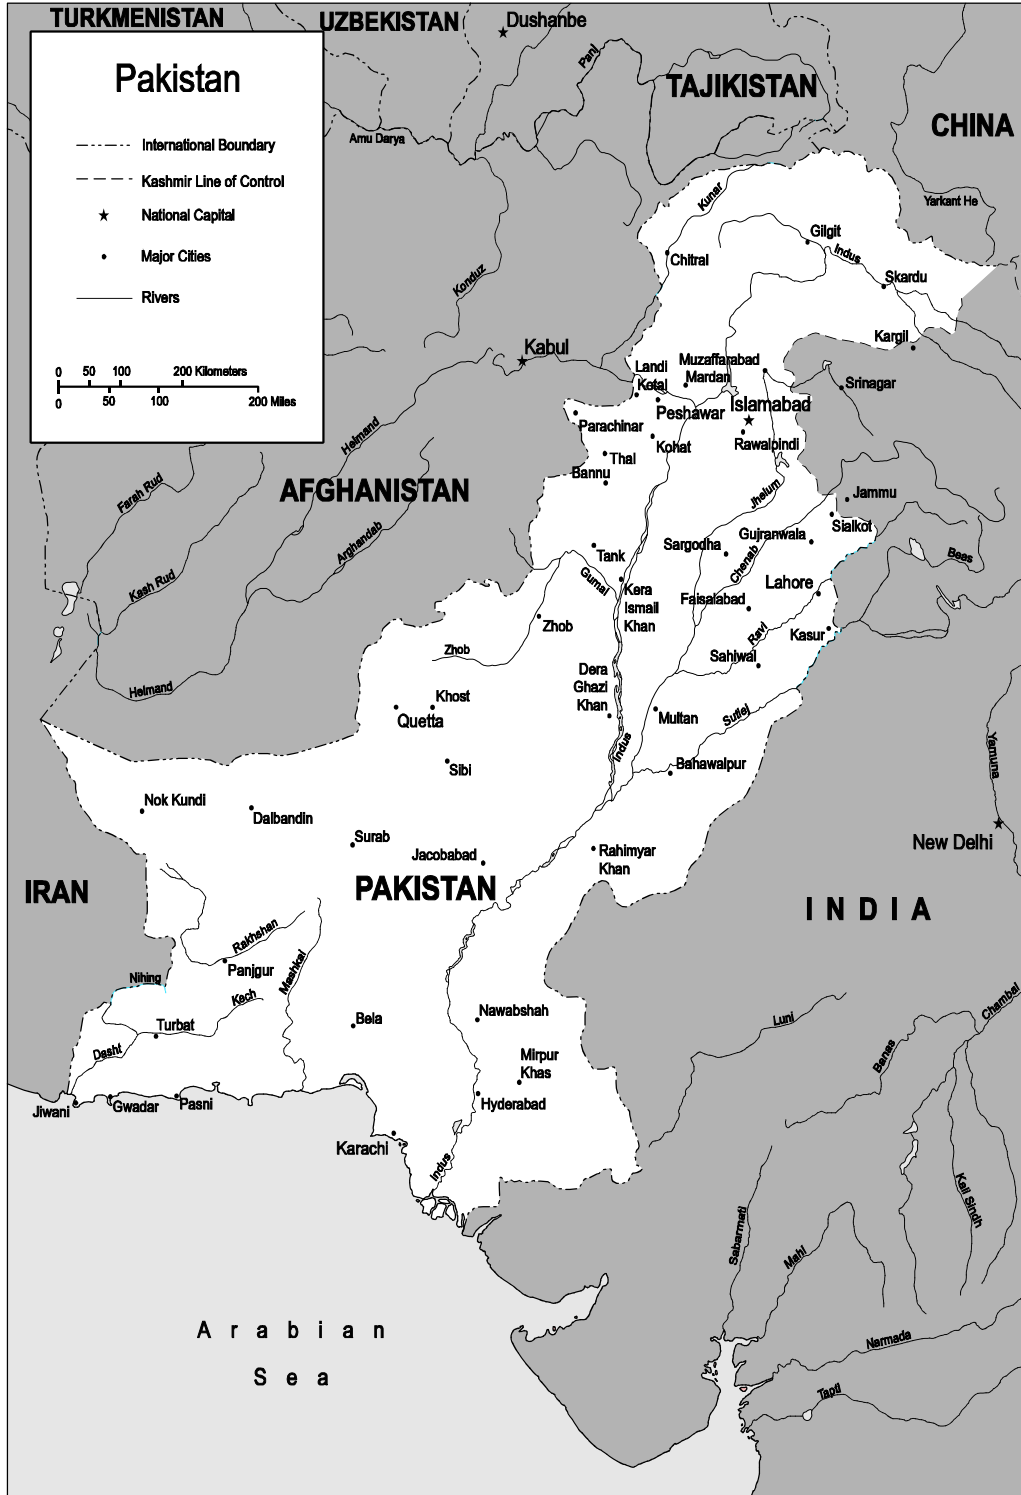 TURKMENISTAN
UZBEKISTAN
Dushanbe
Panj
TAJIKISTAN
CHINA
Pakistan
International Boundary
Kashmir Line of Control
National Capital
Major Cities
Rivers
0 50 100 200 Kilometers
0 50 100 200 Miles
Amu Darya
Yarkant He
Kunar
Gilgit
Indus
Chitral
Skardu
Konduz
Kargil
Kabul
Landi
Kotal
Muzaffarabad
Mardan
Srinagar
Peshawar
Islamabad
Parachinar
Kohat
Rawalpindi
Helmand
Thal
Bannu
Farah Rud
AFGHANISTAN
Jhelum
Jammu
Sialkot
Arghandab
Tank
Sargodha
Gujranwala
Chenab
Beas
Kash Rud
Gumal
Kera
Ismail
Khan
Faisalabad
Lahore
Zhob
Ravi
Kasur
Zhob
Sahiwal
Helmand
Dera
Ghazi
Khan
Khost
Quetta
Multan
Sutlej
Indus
Yamuna
Sibi
Bahawalpur
Nok Kundi
Dalbandin
Surab
Jacobabad
Rahimyar
Khan
New Delhi
IRAN
PAKISTAN
INDIA
Rakhshan
Panjgur
Mashkai
Nihing
Kech
Turbat
Bela
Nawabshah
Luni
Chambal
Dasht
Mirpur
Khas
Banas
Jiwani
Gwadar
Pasni
Hyderabad
Karachi
Indus
Kali Sindh
Sabarmati
Mahi
Arabian
Sea
Narmada
Tapti